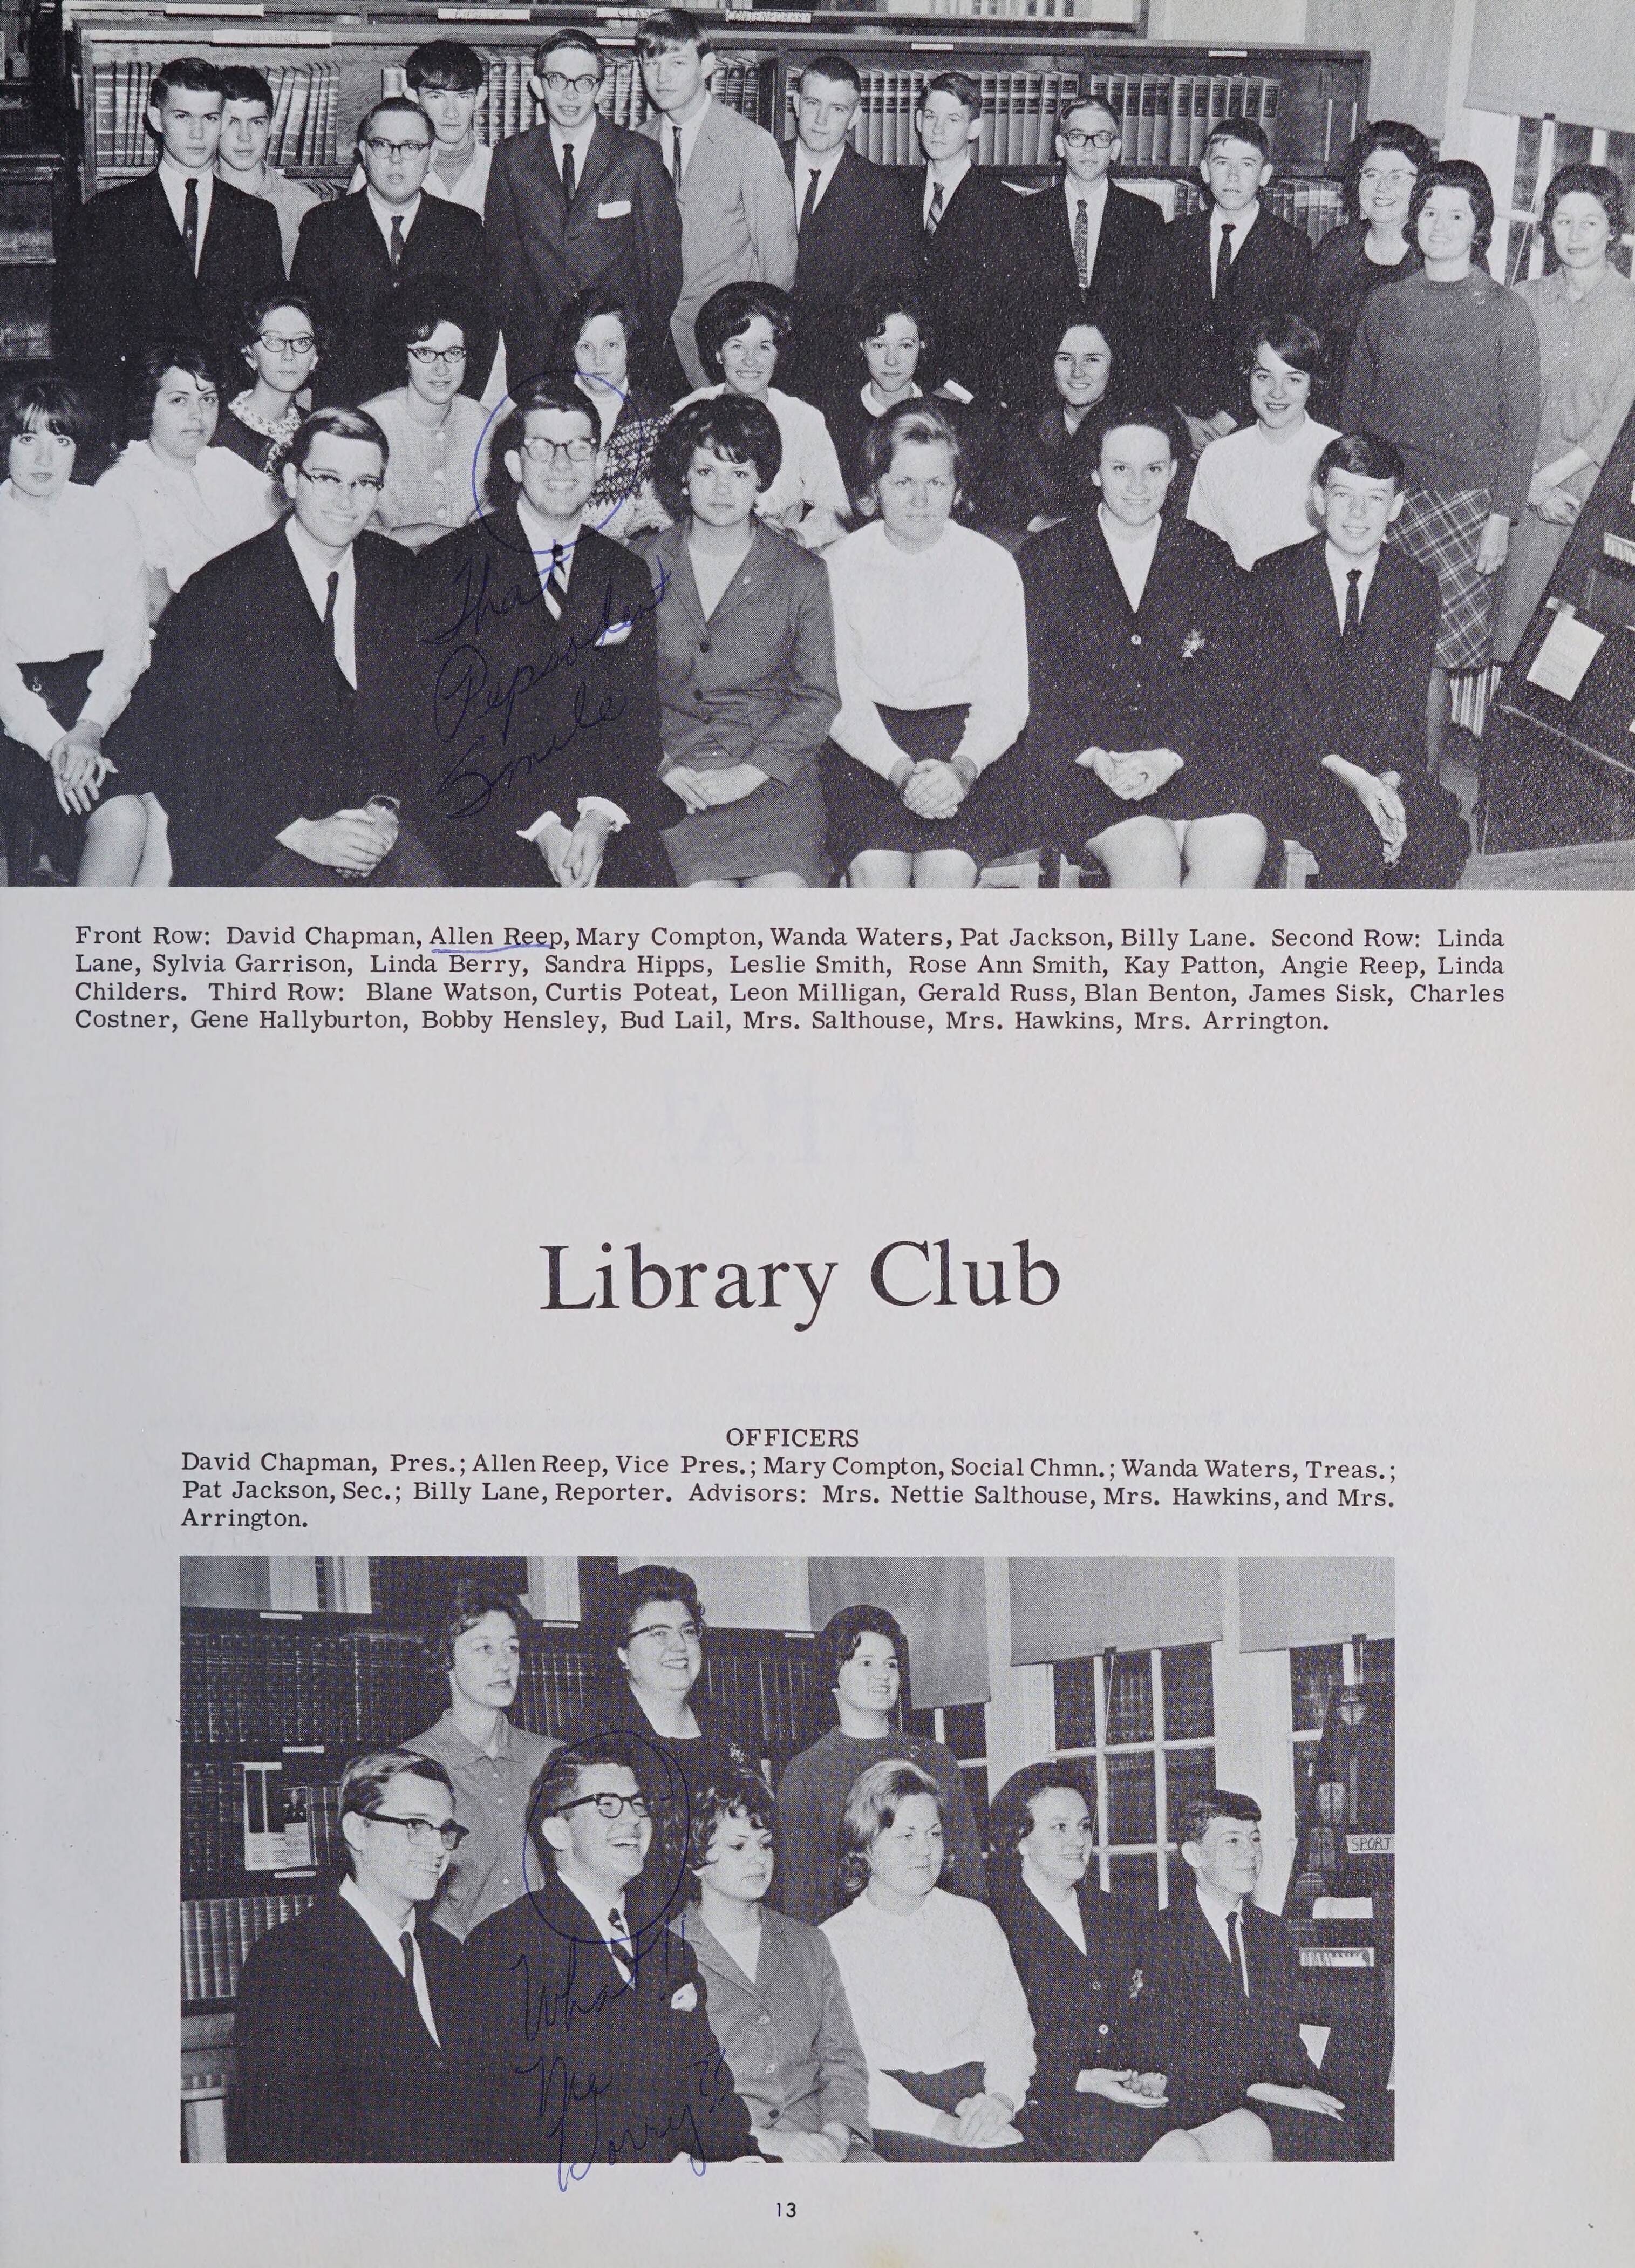 CLA
That
Pepsodent
Smile
Front Row: David Chapman, Allen Reep, Mary Compton, Wanda Waters, Pat Jackson, Billy Lane. Second Row: Linda
Lane, Sylvia Garrison, Linda Berry, Sandra Hipps, Leslie Smith, Rose Ann Smith, Kay Patton, Angie Reep, Linda
Childers. Third Row: Blane Watson, Curtis Poteat, Leon Milligan, Gerald Russ, Blan Benton, James Sisk, Charles
Costner, Gene Hallyburton, Bobby Hensley, Bud Lail, Mrs. Salthouse, Mrs. Hawkins, Mrs. Arrington.
Library Club
OFFICERS
David Chapman, Pres.; Allen Reep, Vice Pres.; Mary Compton, Social Chmn.; Wanda Waters, Treas.;
Pat Jackson, Sec.; Billy Lane, Reporter. Advisors: Mrs. Nettie Salthouse, Mrs. Hawkins, and Mrs.
Arrington.
SPORT
What!!
Me
Worry??
13